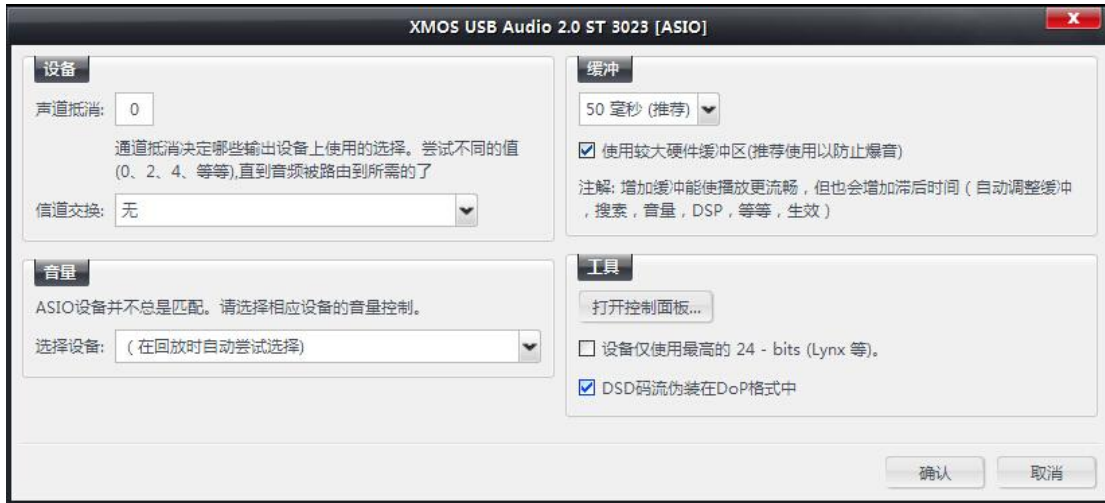 XMOS USB Audio 2.0 ST 3023 [ASIO]
设备
声道抵消: 0
通道抵消决定哪些输出设备上使用的选择。尝试不同的值
(0、2、4、等等),直到音频被路由到所需的了
信道交换: 无
音量
ASIO设备并不总是匹配。请选择相应设备的音量控制。
选择设备: (在回放时自动尝试选择)
缓冲
50 毫秒 (推荐)
使用较大硬件缓冲区(推荐使用以防止爆音)
注解: 增加缓冲能使播放更流畅，但也会增加滞后时间（自动调整缓冲
，搜素，音量，DSP，等等，生效）
工具
打开控制面板...
设备仅使用最高的 24 - bits (Lynx 等)。
DSD码流伪装在DoP格式中
确认
取消